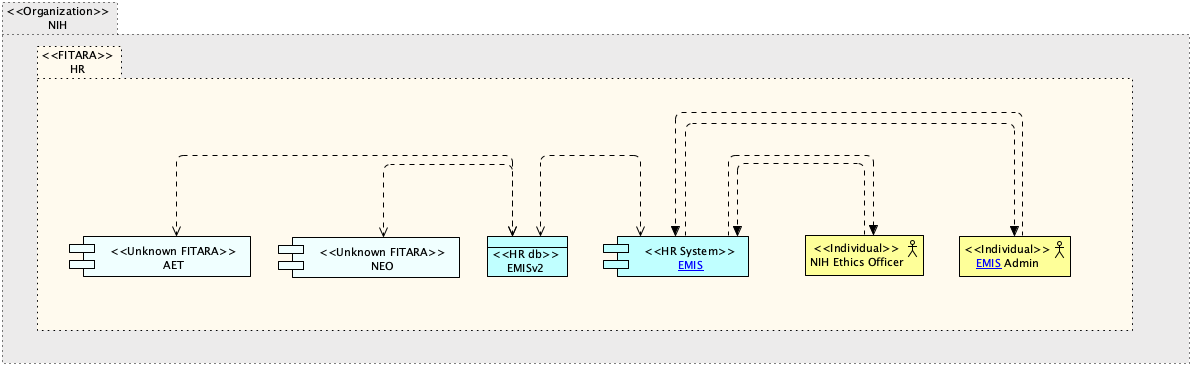 <<Organization>>
NIH
<<FITARA>>
HR
<<Unknown FITARA>>
AET
<<Unknown FITARA>>
NEO
<<HR db>>
EMISv2
<<HR System>>
EMIS
<<Individual>>
NIH Ethics Officer
<<Individual>>
EMIS Admin